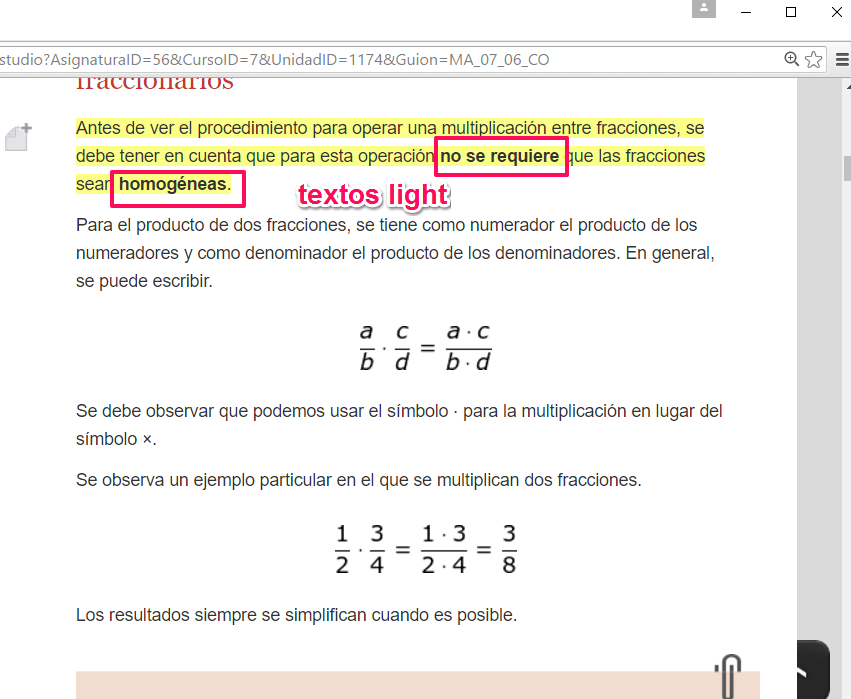 studio?AsignaturaID=56&CursoID=7&UnidadID=1174&Guion=MA_07_06_CO
fraccionarios
Antes de ver el procedimiento para operar una multiplicación entre fracciones, se
debe tener en cuenta que para esta operación no se requiere que las fracciones
sean homogéneas.
textos light
Para el producto de dos fracciones, se tiene como numerador el producto de los
numeradores y como denominador el producto de los denominadores. En general,
se puede escribir.
a/b · c/d = a · c/b · d
Se debe observar que podemos usar el símbolo · para la multiplicación en lugar del
símbolo ×.
Se observa un ejemplo particular en el que se multiplican dos fracciones.
1/2 · 3/4 = 1 · 3/2 · 4 = 3/8
Los resultados siempre se simplifican cuando es posible.